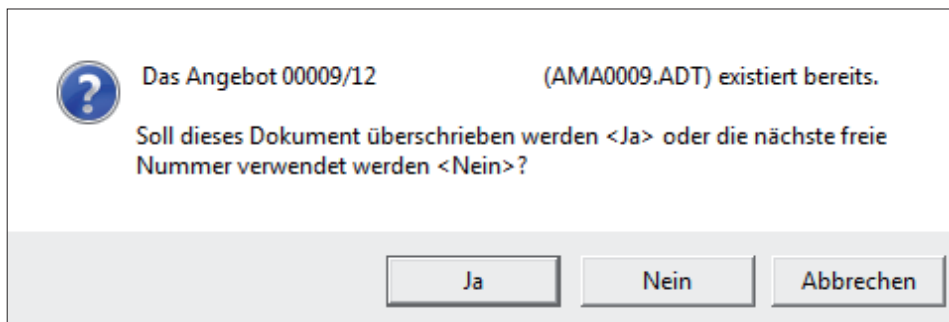 Das Angebot 00009/12 (AMA0009.ADT) existiert bereits.
Soll dieses Dokument überschrieben werden <Ja> oder die nächste freie
Nummer verwendet werden <Nein>?
Ja Nein Abbrechen